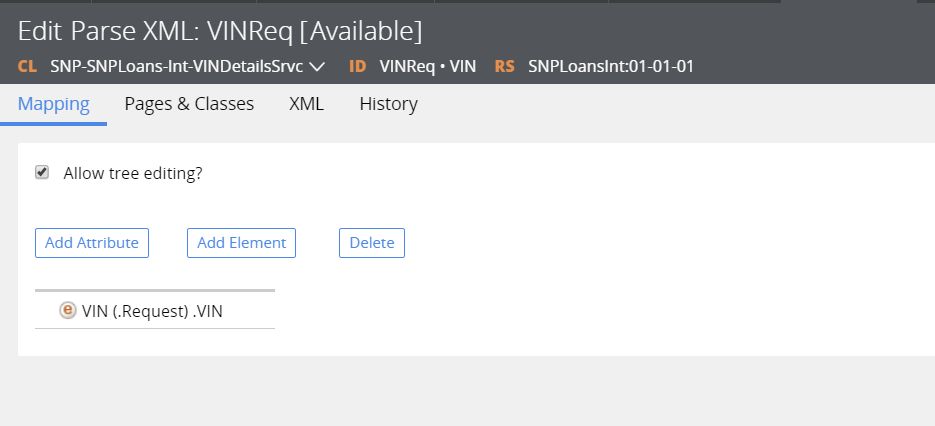 Edit Parse XML: VINReq [Available]
CL SNP-SNPLoans-Int-VINDetailsSrvc ID VINReq • VIN RS SNPLoansInt:01-01-01
Mapping Pages & Classes XML History
Allow tree editing?
Add Attribute Add Element Delete
e VIN (.Request) .VIN